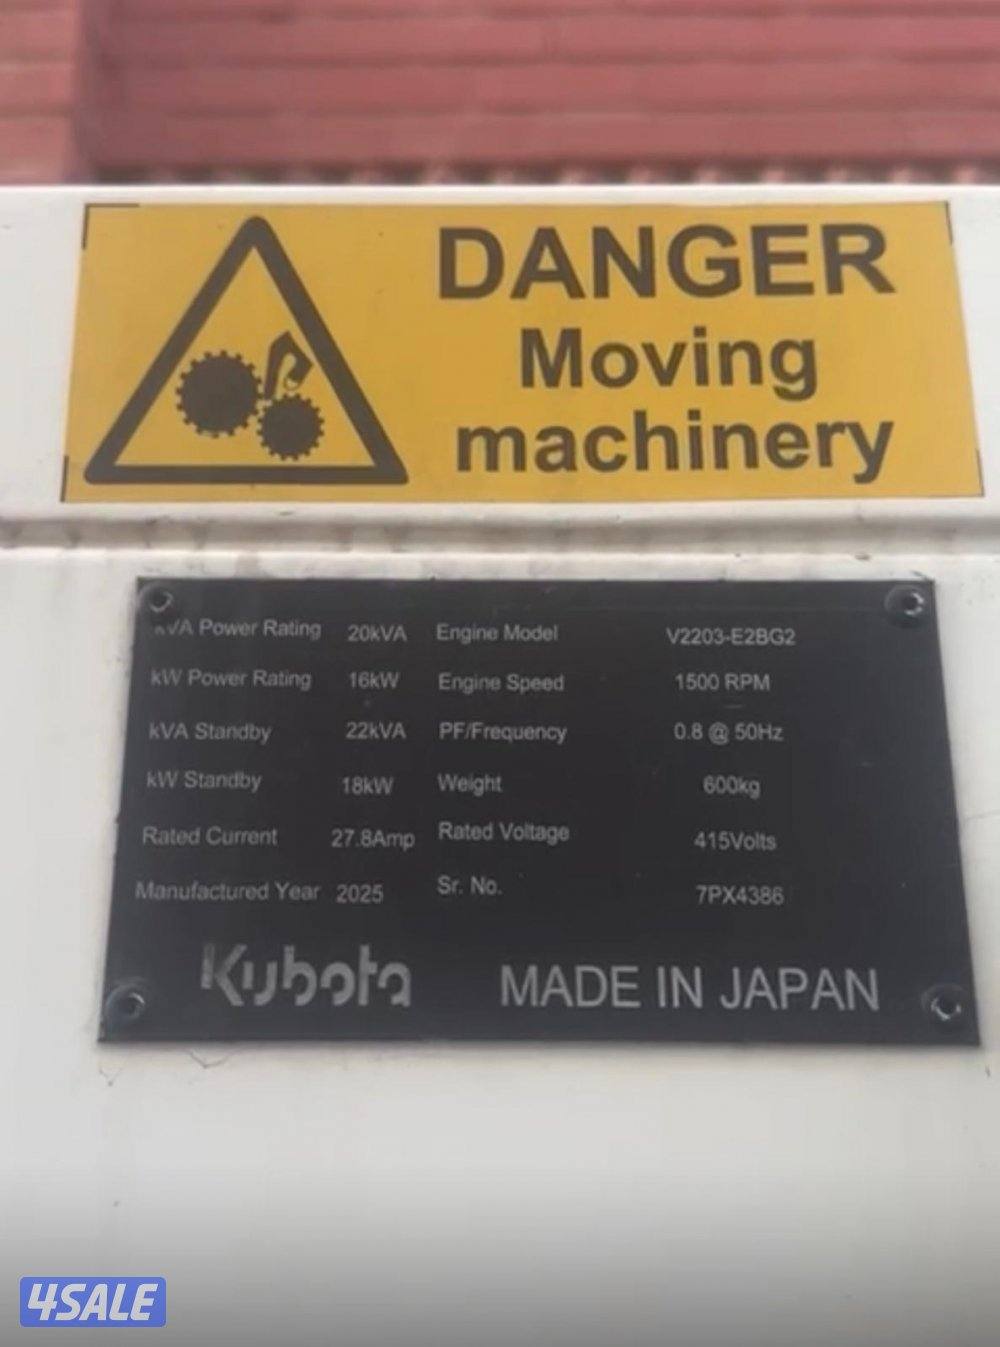 DANGER
Moving
machinery
kVA Power Rating 20kVA Engine Model V2203-E2BG2
kW Power Rating 16kW Engine Speed 1500 RPM
kVA Standby 22kVA PF/Frequency 0.8 @ 50Hz
kW Standby 18kW Weight 600kg
Rated Current 27.8Amp Rated Voltage 415Volts
Manufactured Year 2025 Sr. No. 7PX4386
Kubota MADE IN JAPAN
4SALE